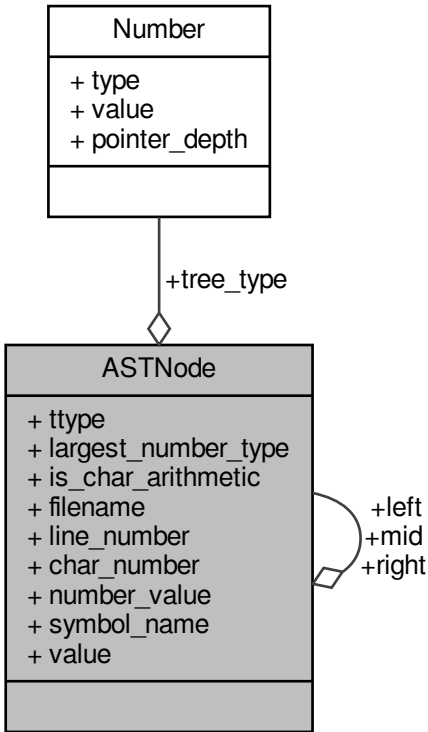 Number
+ type
+ value
+ pointer_depth
+tree_type
ASTNode
+ ttype
+ largest_number_type
+ is_char_arithmetic
+ filename
+ line_number
+ char_number
+ number_value
+ symbol_name
+ value
+left
+mid
+right